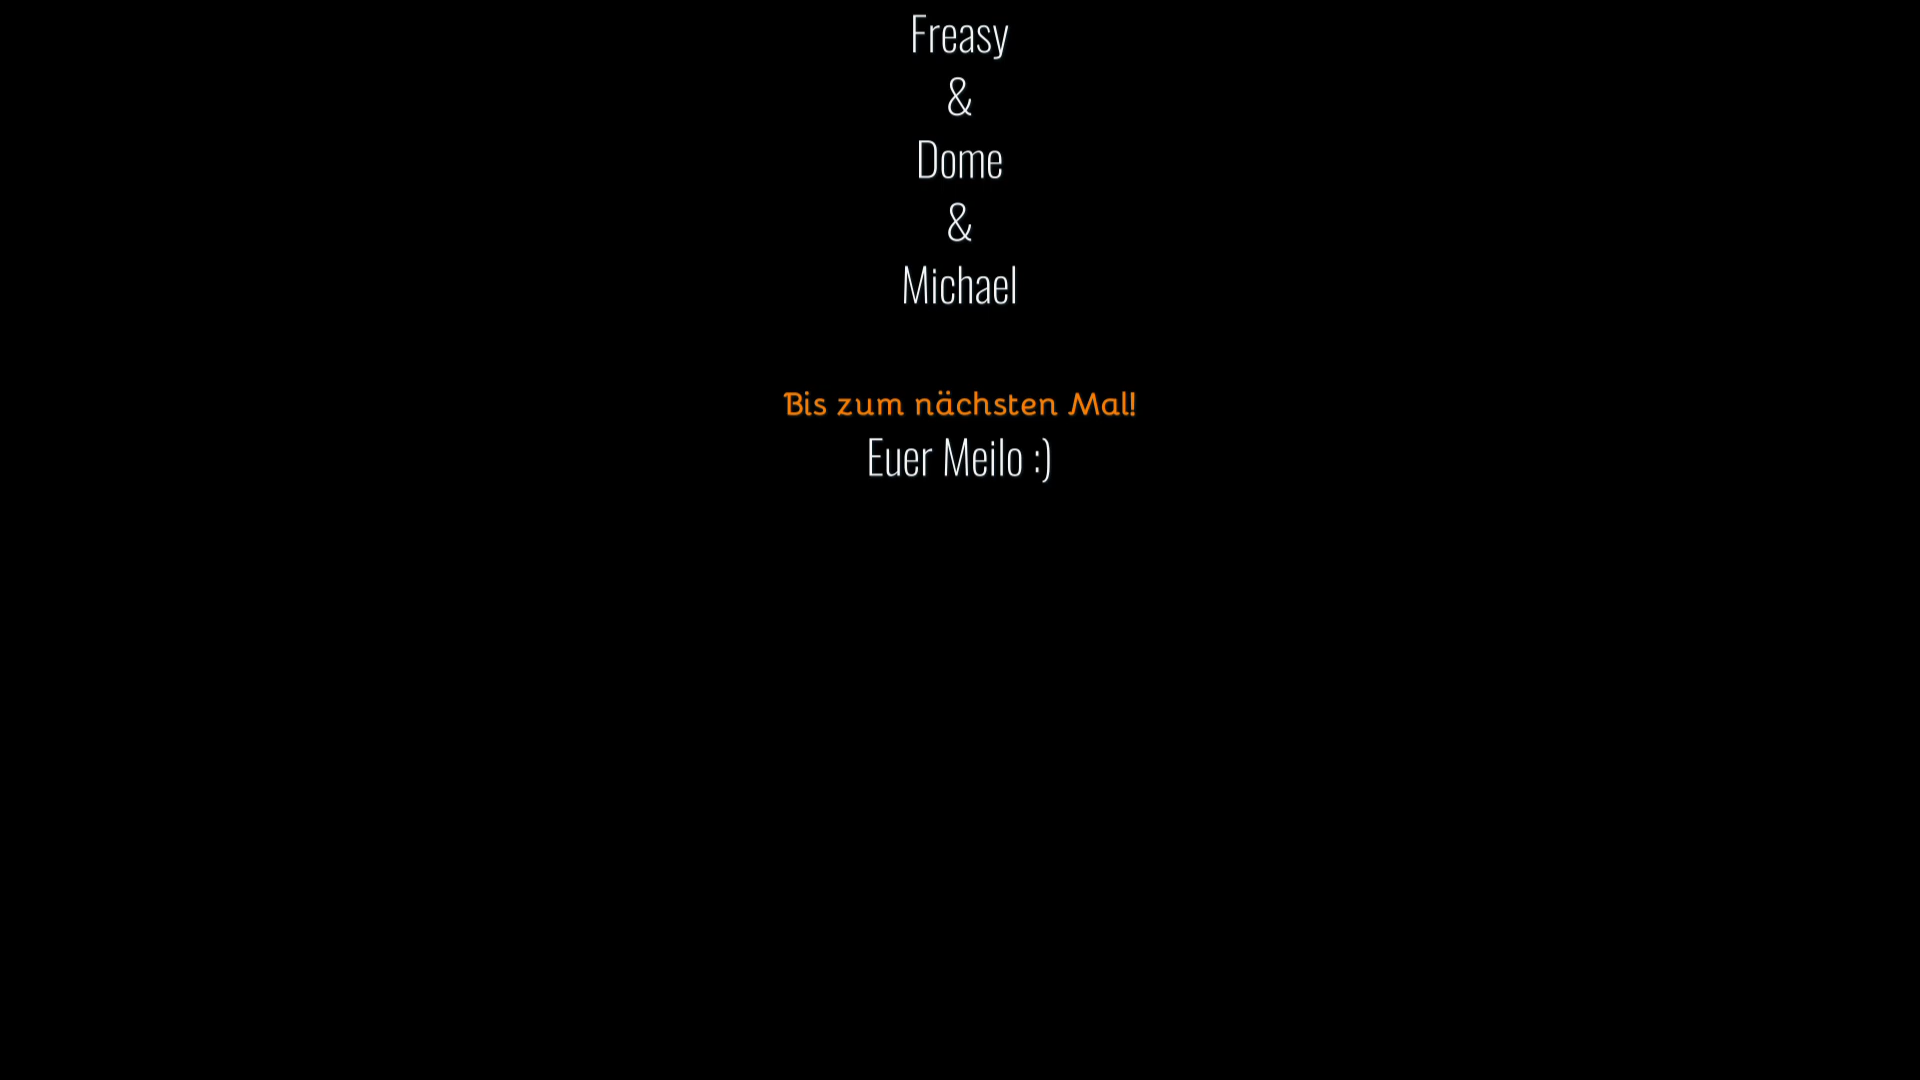 Freasy
&
Dome
&
Michael
Bis zum nächsten Mal!
Euer Meilo :)